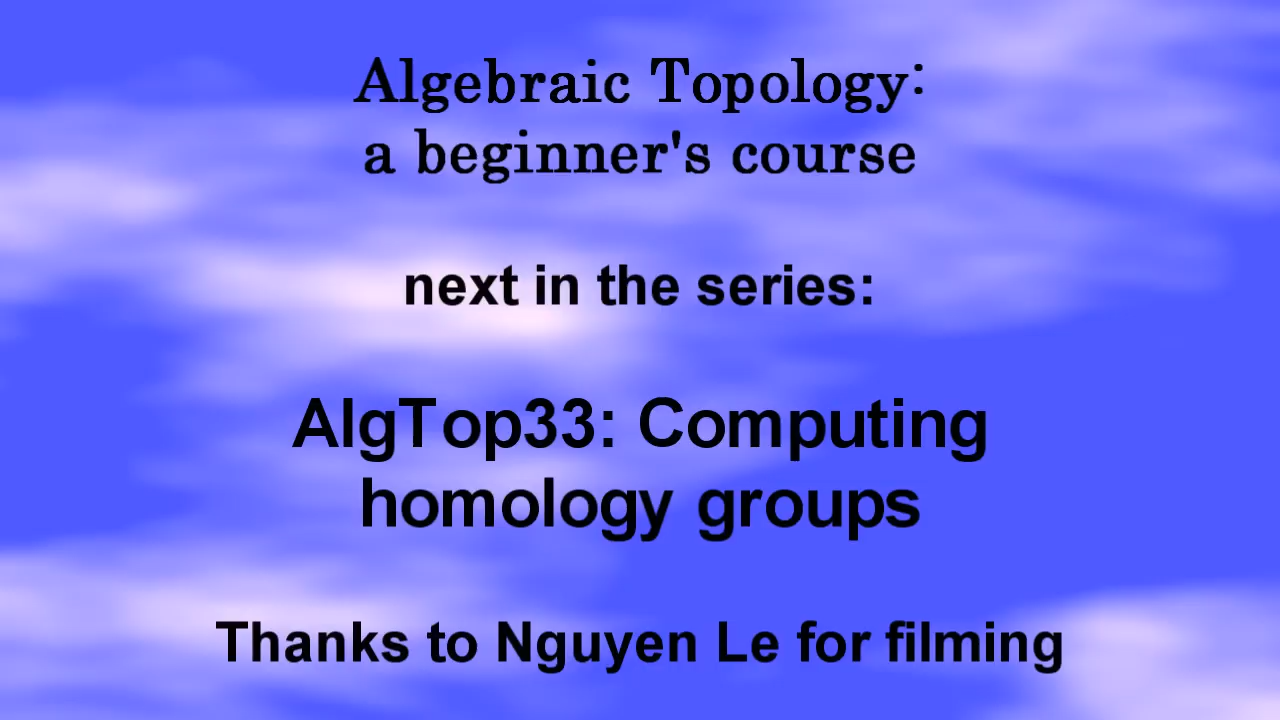 Algebraic Topology:
a beginner's course
next in the series:
AlgTop33: Computing
homology groups
Thanks to Nguyen Le for filming